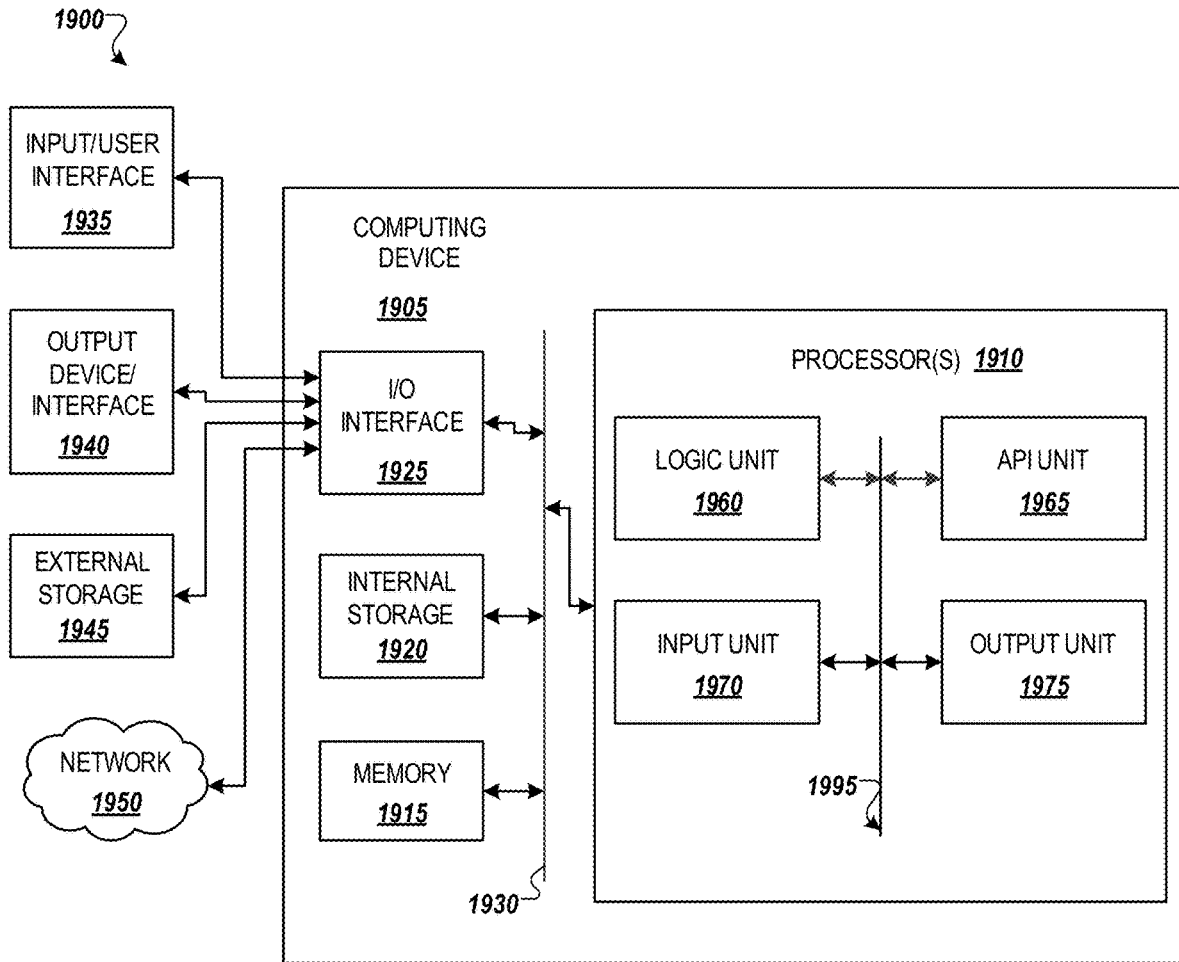 1900
INPUT/USER
INTERFACE
1935
OUTPUT
DEVICE/
INTERFACE
1940
EXTERNAL
STORAGE
1945
NETWORK
1950
COMPUTING
DEVICE
1905
I/O
INTERFACE
1925
INTERNAL
STORAGE
1920
MEMORY
1915
1930
PROCESSOR(S) 1910
LOGIC UNIT
1960
API UNIT
1965
INPUT UNIT
1970
OUTPUT UNIT
1975
1995